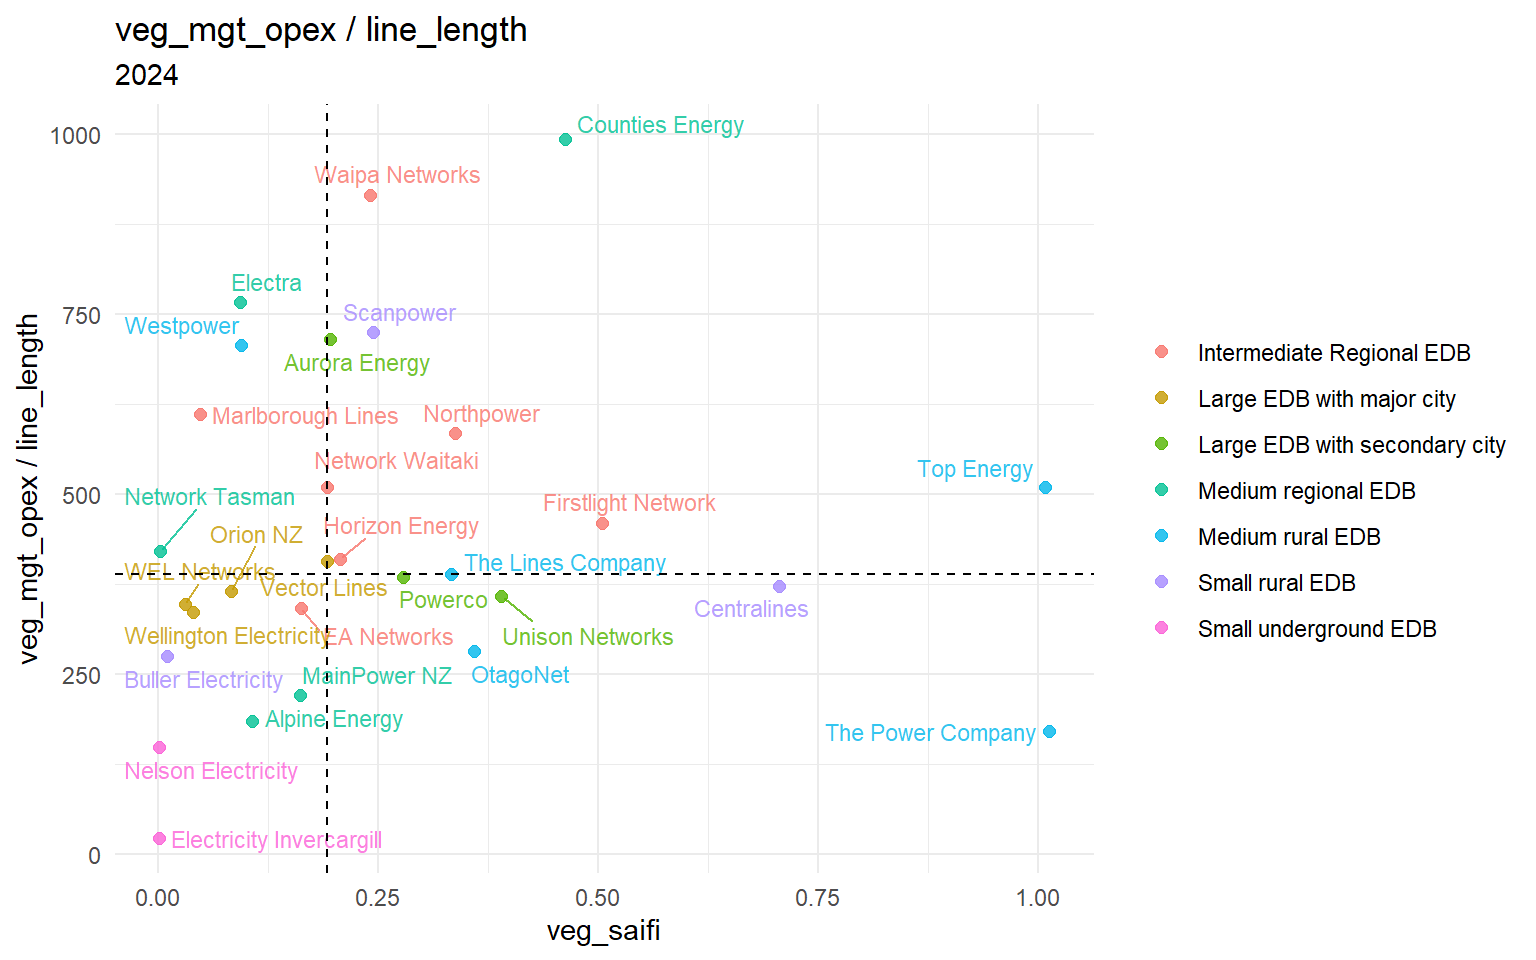 veg_mgt_opex / line_length
2024
veg_mgt_opex / line_length
1000
750
500
250
0
Counties Energy
Waipa Networks
Electra
Scanpower
Westpower
Aurora Energy
Marlborough Lines
Northpower
Network Waitaki
Top Energy
Network Tasman
Firstlight Network
Horizon Energy
Orion NZ
The Lines Company
WEL Networks
Vector Lines
Powerco
Centralines
Wellington Electricity
EA Networks
Unison Networks
Buller Electricity
MainPower NZ
OtagoNet
Alpine Energy
The Power Company
Nelson Electricity
Electricity Invercargill
0.00
0.25
0.50
0.75
1.00
veg_saifi
Intermediate Regional EDB
Large EDB with major city
Large EDB with secondary city
Medium regional EDB
Medium rural EDB
Small rural EDB
Small underground EDB